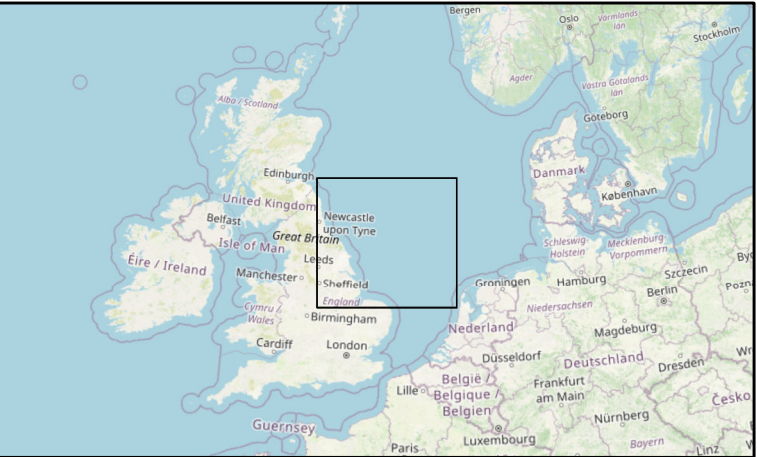 Bergen
Oslo
Värmlands
län
Stockholm
Agder
Västra Götalands
län
Alba / Scotland
Göteborg
Edinburgh
Danmark
København
United Kingdom
Belfast
Newcastle
upon Tyne
Great Britain
Isle of Man
Leeds
Schleswig-
Holstein
Mecklenburg-
Vorpommern
Éire / Ireland
Manchester
Sheffield
England
Groningen
Hamburg
Szczecin
Berlin
Cymru /
Wales
Birmingham
Niedersachsen
Nederland
Magdeburg
Cardiff
London
Düsseldorf
Deutschland
Dresden
Lille
België /
Belgique /
Belgien
Frankfurt
am Main
Česko
Guernsey
Nürnberg
Paris
Luxembourg
Bayern
Linz